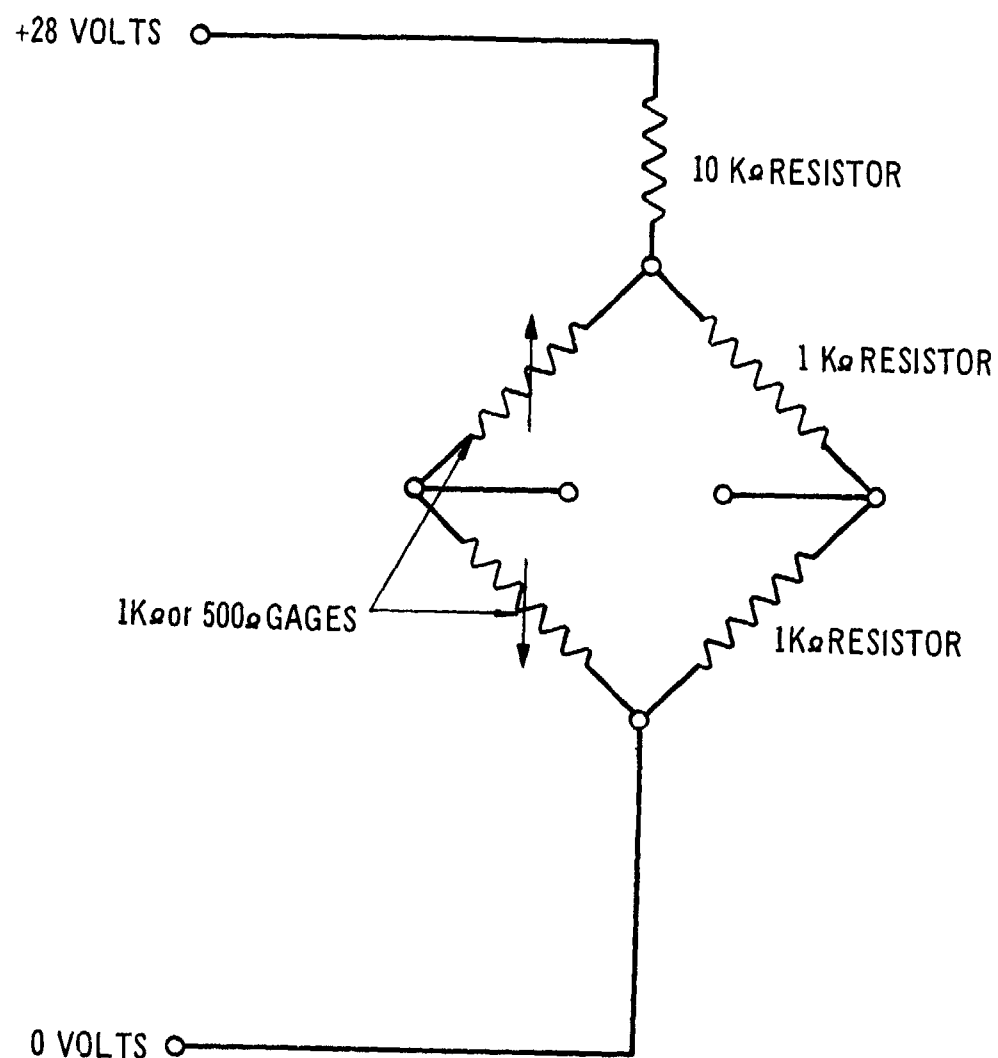 +28 VOLTS
10 KΩ RESISTOR
1 KΩ RESISTOR
1KΩ or 500Ω GAGES
1KΩ RESISTOR
0 VOLTS